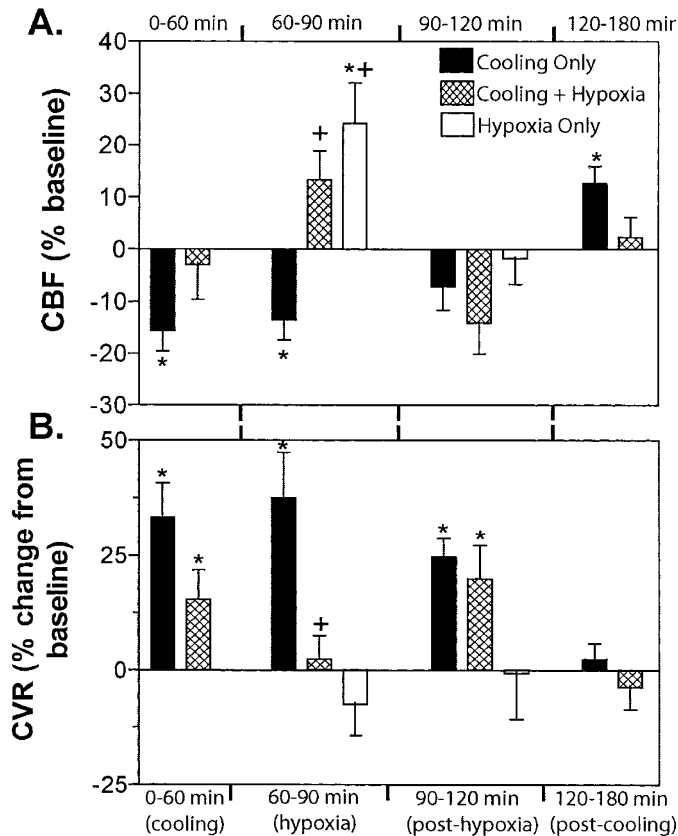 A.
0-60 min 60-90 min 90-120 min 120-180 min
CBF (% baseline)
40
30
20
10
0
-10
-20
-30
Cooling Only
Cooling + Hypoxia
Hypoxia Only
*
*
+
*+
*
B.
CVR (% change from
baseline)
50
25
0
-25
*
*
*
+
*
*
0-60 min 60-90 min 90-120 min 120-180 min
(cooling) (hypoxia) (post-hypoxia) (post-cooling)